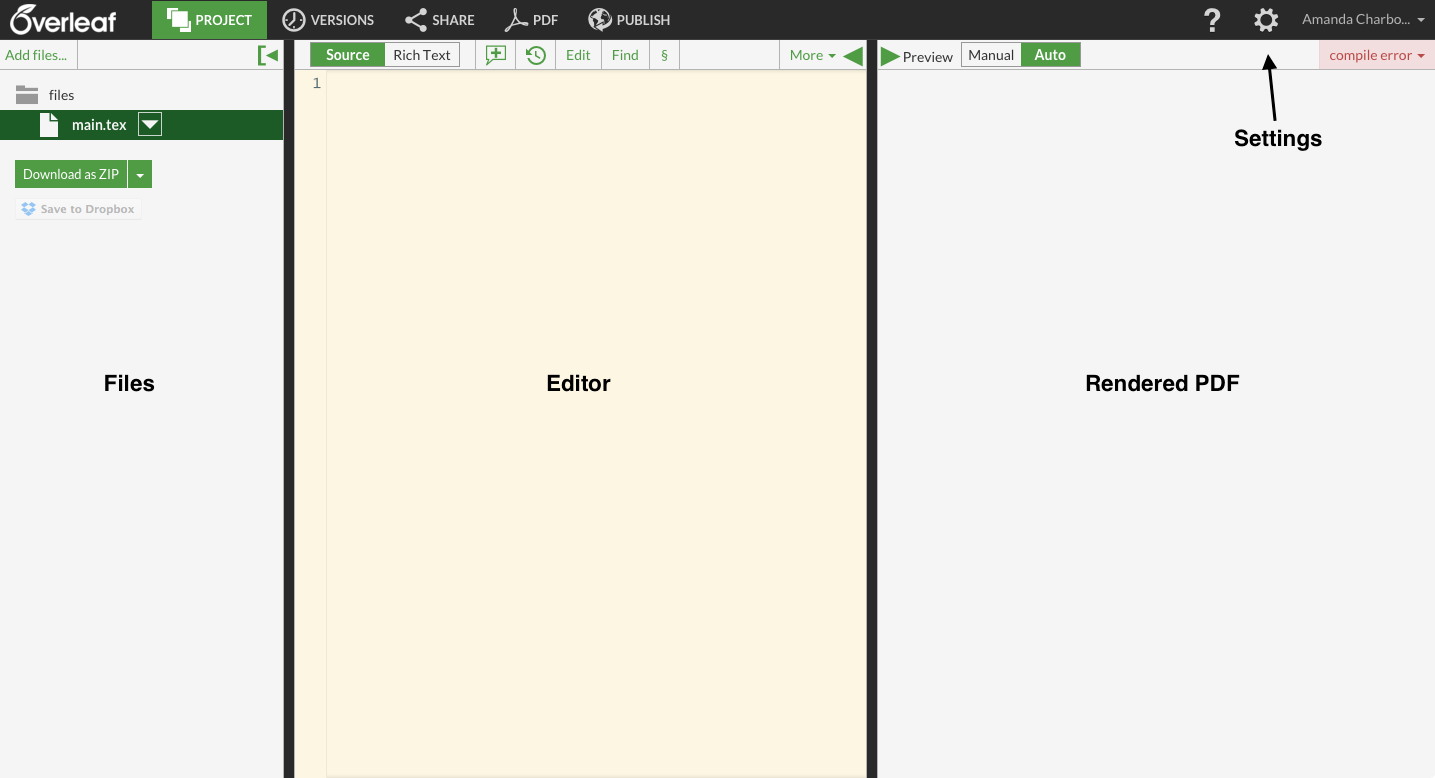 Overleaf PROJECT VERSIONS SHARE PDF PUBLISH ? Amanda Charbo...
Add files... Source Rich Text Edit Find § More Preview Manual Auto compile error
files
1
main.tex
Settings
Download as ZIP
Save to Dropbox
Files Editor Rendered PDF